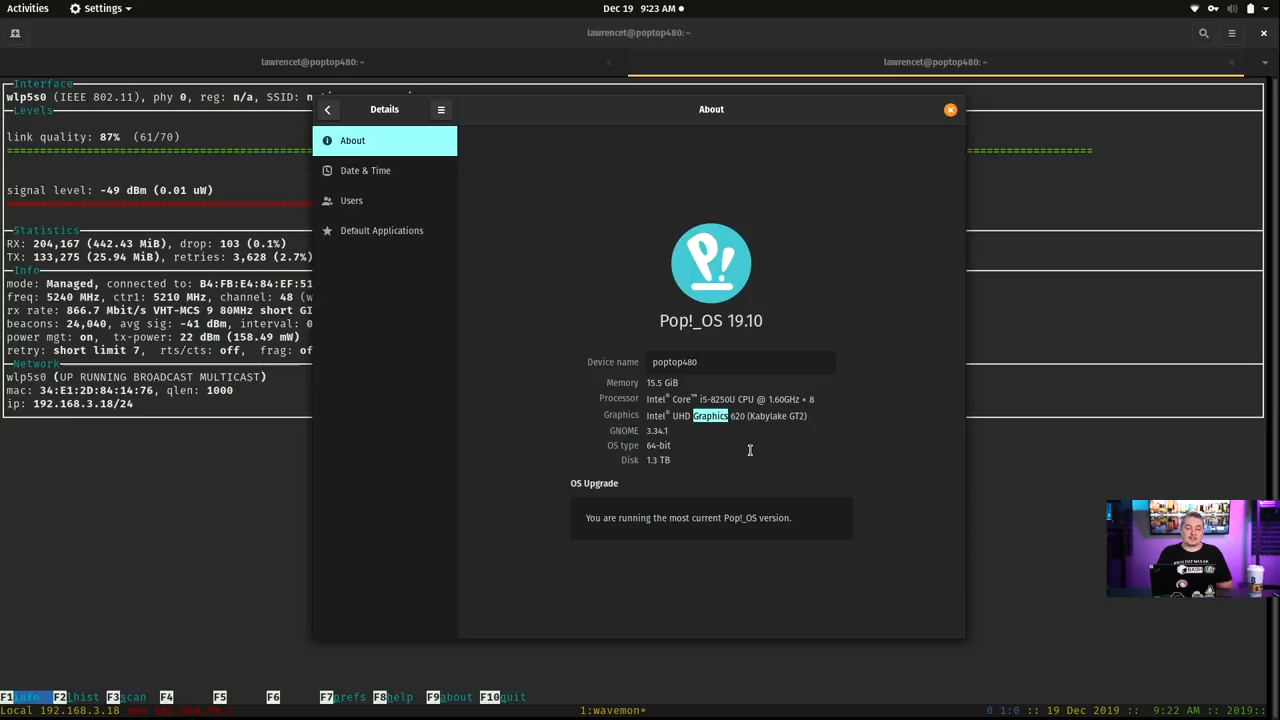 Activities
Settings
Dec 19 9:23 AM
lawrencet@poptop480: ~
lawrencet@poptop480: ~
lawrencet@poptop480: ~
Interface
wlp5s0 (IEEE 802.11), phy 0, reg: n/a, SSID:
Levels
link quality: 87% (61/70)
signal level: -49 dBm (0.01 uW)
Statistics
RX: 204,167 (442.43 MiB), drop: 103 (0.1%)
TX: 133,275 (25.94 MiB), retries: 3,628 (2.7%)
Info
mode: Managed, connected to: B4:FB:E4:84:EF:51
freq: 5240 MHz, ctr1: 5210 MHz, channel: 48 (w
rx rate: 866.7 Mbit/s VHT-MCS 9 80MHz short GI
beacons: 24,040, avg sig: -41 dBm, interval: 0
power mgt: on, tx-power: 22 dBm (158.49 mW)
retry: short limit 7, rts/cts: off, frag: of
Network
wlp5s0 (UP RUNNING BROADCAST MULTICAST)
mac: 34:E1:2D:84:14:76, qlen: 1000
ip: 192.168.3.18/24
Details
About
About
Date & Time
Users
Default Applications
P!
Pop!_OS 19.10
Device name poptop480
Memory 15.5 GiB
Processor Intel® Core™ i5-8250U CPU @ 1.60GHz × 8
Graphics Intel® UHD Graphics 620 (Kabylake GT2)
GNOME 3.34.1
OS type 64-bit
Disk 1.3 TB
OS Upgrade
You are running the most current Pop!_OS version.
F1info F2lhist F3scan F4 F5 F6 F7prefs F8help F9about F10quit
Local 192.168.3.18
1:wavemon*
0 1:0 :: 19 Dec 2019 :: 9:22 AM :: 2019::